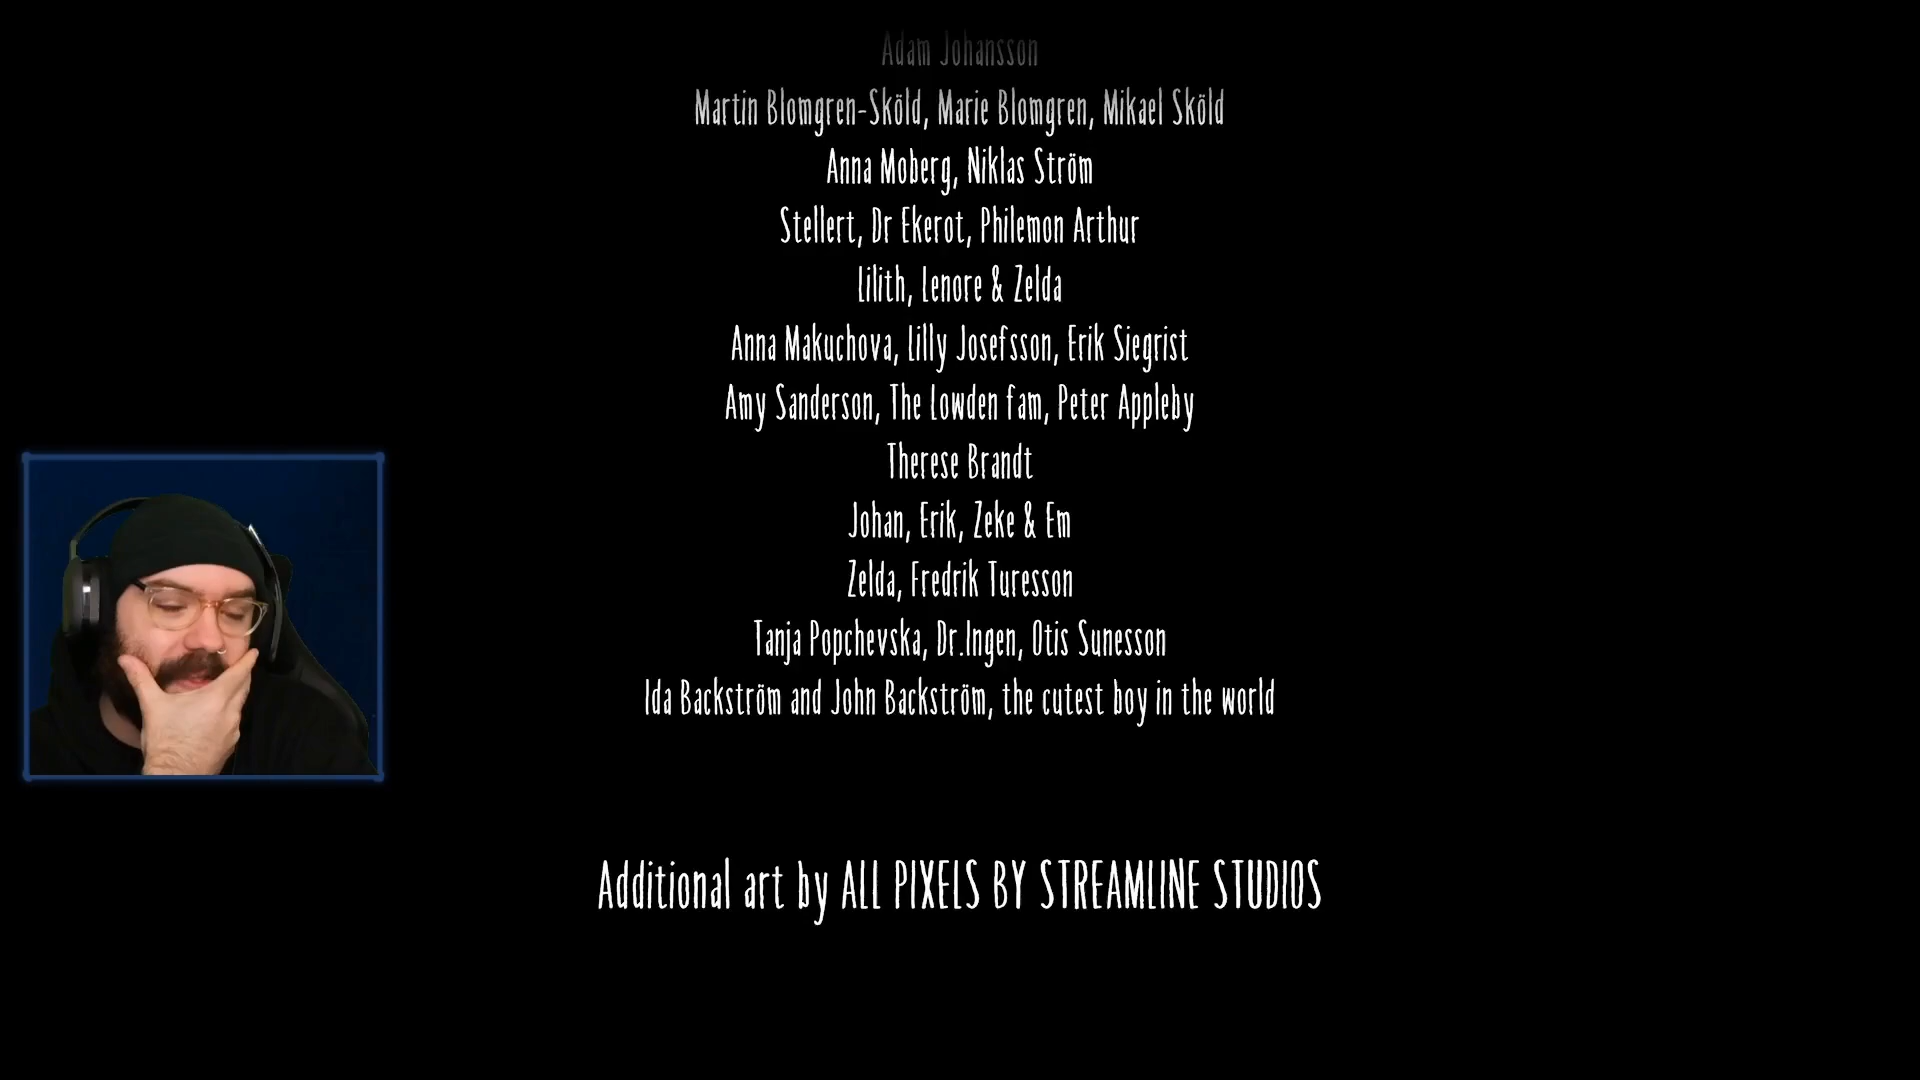 Adam Johansson
Martin Blomgren-Sköld, Marie Blomgren, Mikael Sköld
Anna Moberg, Niklas Ström
Stellert, Dr Ekerot, Philemon Arthur
Lilith, Lenore & Zelda
Anna Makuchova, Lilly Josefsson, Erik Siegrist
Amy Sanderson, The Lowden fam, Peter Appleby
Therese Brandt
Johan, Erik, Zeke & Em
Zelda, Fredrik Turesson
Tanja Popchevska, Dr.Ingen, Otis Sunesson
Ida Backström and John Backström, the cutest boy in the world
Additional art by ALL PIXELS BY STREAMLINE STUDIOS